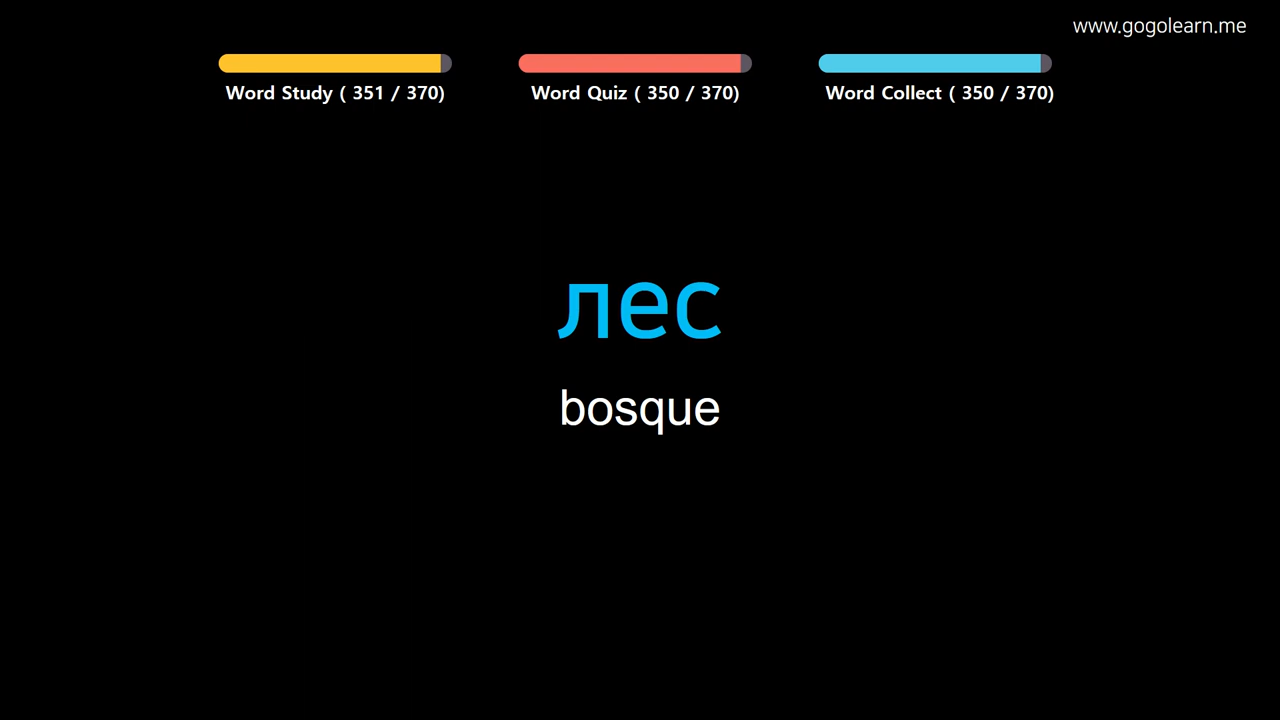 www.gogolearn.me
Word Study ( 351 / 370)
Word Quiz ( 350 / 370)
Word Collect ( 350 / 370)
лес
bosque